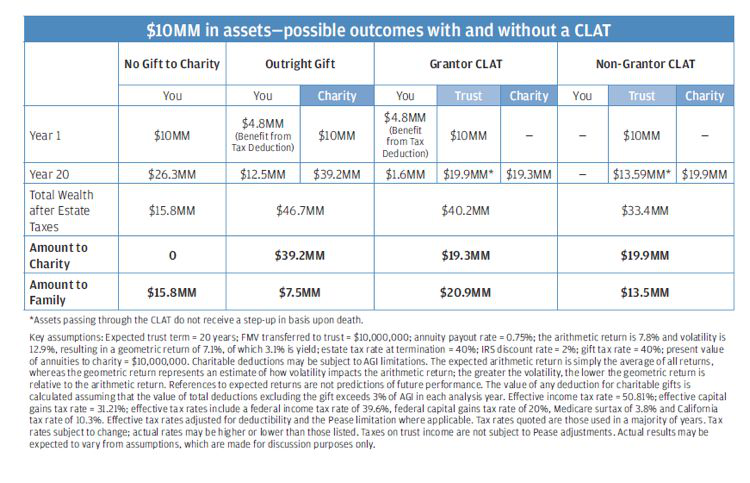 $10MM in assets—possible outcomes with and without a CLAT
No Gift to Charity Outright Gift Grantor CLAT Non-Grantor CLAT
You You Charity You Trust Charity You Trust Charity
Year 1 $10MM $4.8MM (Benefit from Tax Deduction) $10MM $4.8MM (Benefit from Tax Deduction) $10MM – – $10MM –
Year 20 $26.3MM $12.5MM $39.2MM $1.6MM $19.9MM* $19.3MM – $13.59MM* $19.9MM
Total Wealth after Estate Taxes $15.8MM $46.7MM $40.2MM $33.4MM
Amount to Charity 0 $39.2MM $19.3MM $19.9MM
Amount to Family $15.8MM $7.5MM $20.9MM $13.5MM
*Assets passing through the CLAT do not receive a step-up in basis upon death.
Key assumptions: Expected trust term = 20 years; FMV transferred to trust = $10,000,000; annuity payout rate = 0.75%; the arithmetic return is 7.8% and volatility is
12.9%, resulting in a geometric return of 7.1%, of which 3.1% is yield; estate tax rate at termination = 40%; IRS discount rate = 2%; gift tax rate = 40%; present value
of annuities to charity = $10,000,000. Charitable deductions may be subject to AGI limitations. The expected arithmetic return is simply the average of all returns,
whereas the geometric return represents an estimate of how volatility impacts the arithmetic return; the greater the volatility, the lower the geometric return is
relative to the arithmetic return. References to expected returns are not predictions of future performance. The value of any deduction for charitable gifts is
calculated assuming that the value of total deductions excluding the gift exceeds 3% of AGI in each analysis year. Effective income tax rate = 50.81%; effective capital
gains tax rate = 31.21%; effective tax rates include a federal income tax rate of 39.6%, federal capital gains tax rate of 20%, Medicare surtax of 3.8% and California
tax rate of 10.3%. Effective tax rates adjusted for deductibility and the Pease limitation where applicable. Tax rates quoted are those used in a majority of years. Tax
rates subject to change; actual rates may be higher or lower than those listed. Taxes on trust income are not subject to Pease adjustments. Actual results may be
expected to vary from assumptions, which are made for discussion purposes only.